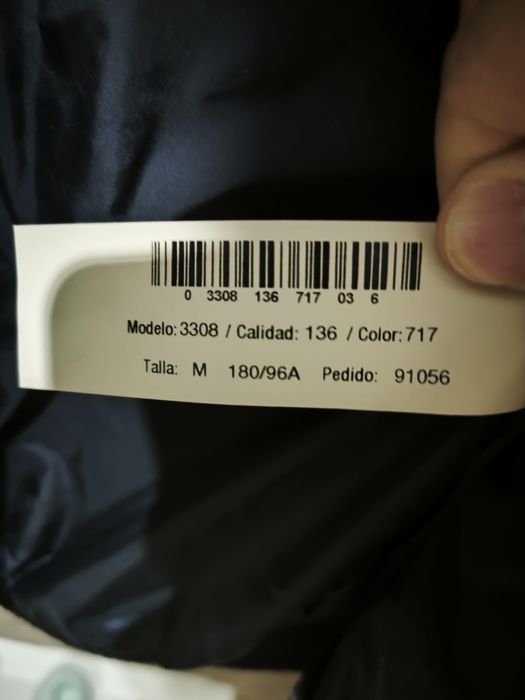 0 3308 136 717 03 6
Modelo: 3308 / Calidad: 136 / Color: 717
Talla: M 180/96A Pedido: 91056